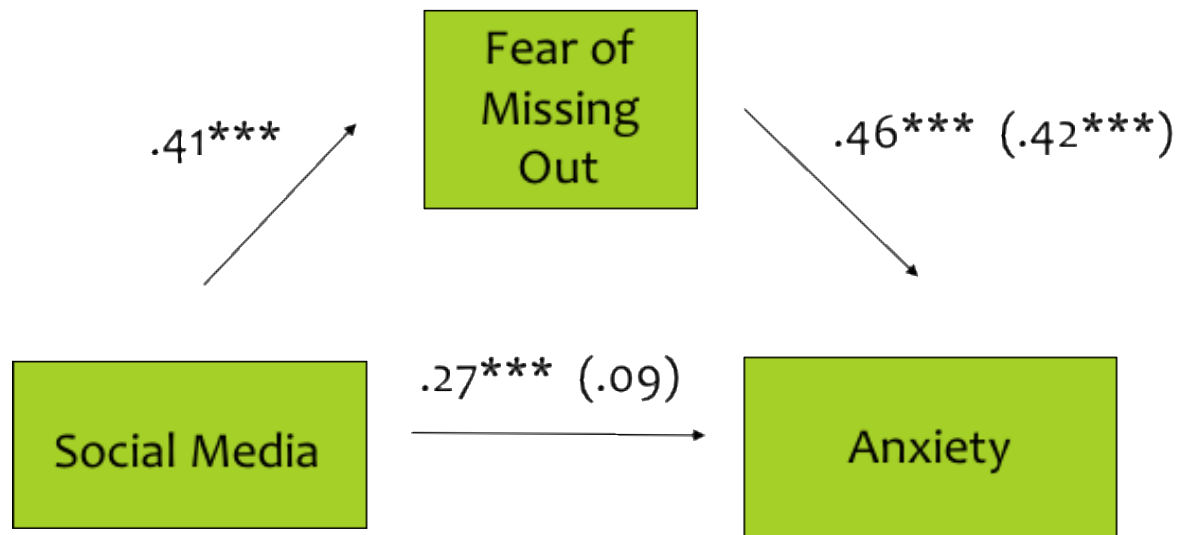 Fear of
Missing
Out
.41***
.46*** (.42***)
.27*** (.09)
Social Media
Anxiety